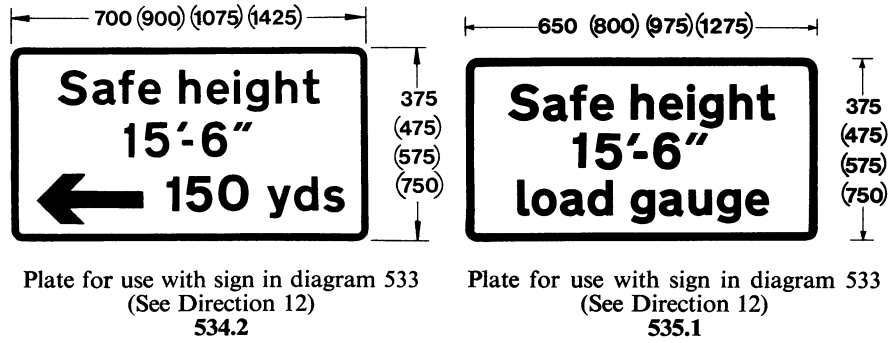 700 (900) (1075) (1425)
Safe height
15′-6″
150 yds
375
(475)
(575)
(750)
Plate for use with sign in diagram 533
(See Direction 12)
534.2
650 (800) (975) (1275)
Safe height
15′-6″
load gauge
375
(475)
(575)
(750)
Plate for use with sign in diagram 533
(See Direction 12)
535.1